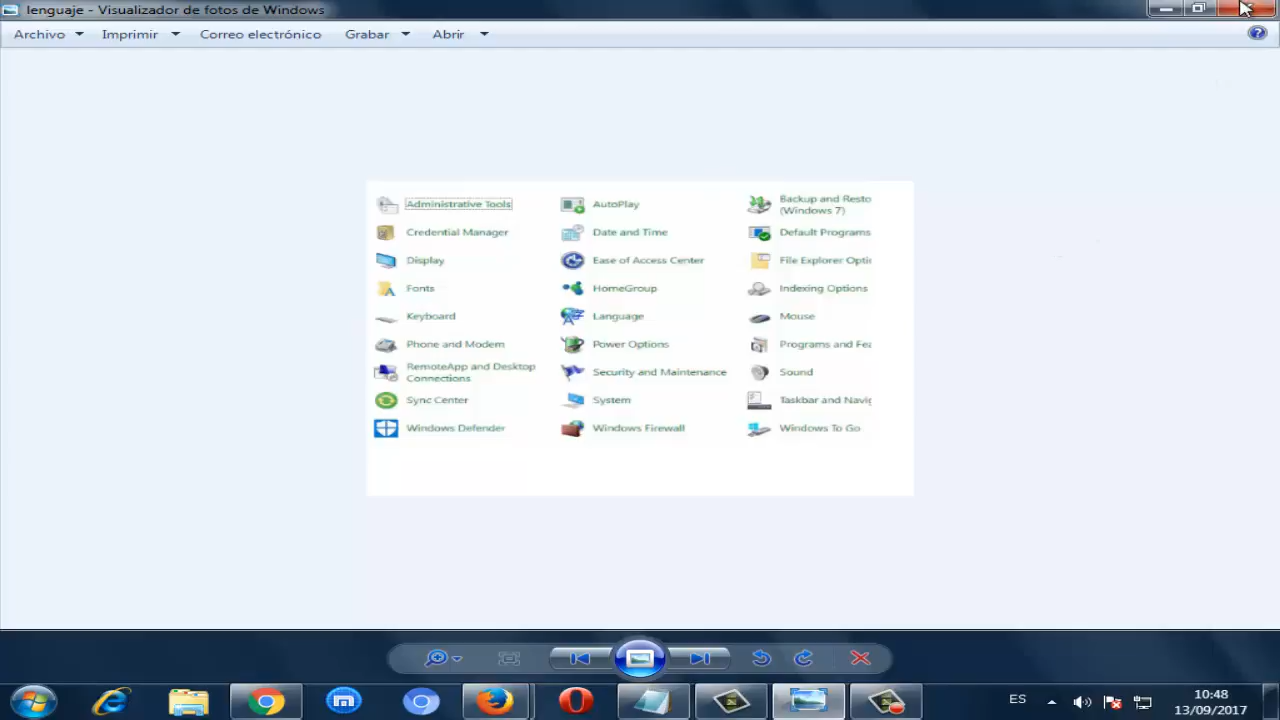 lenguaje - Visualizador de fotos de Windows
Archivo Imprimir Correo electrónico Grabar Abrir
Administrative Tools AutoPlay Backup and Resto
(Windows 7)
Credential Manager Date and Time Default Programs
Display Ease of Access Center File Explorer Optic
Fonts HomeGroup Indexing Options
Keyboard Language Mouse
Phone and Modem Power Options Programs and Fea
RemoteApp and Desktop
Connections Security and Maintenance Sound
Sync Center System Taskbar and Navig
Windows Defender Windows Firewall Windows To Go
ES
10:48
13/09/2017